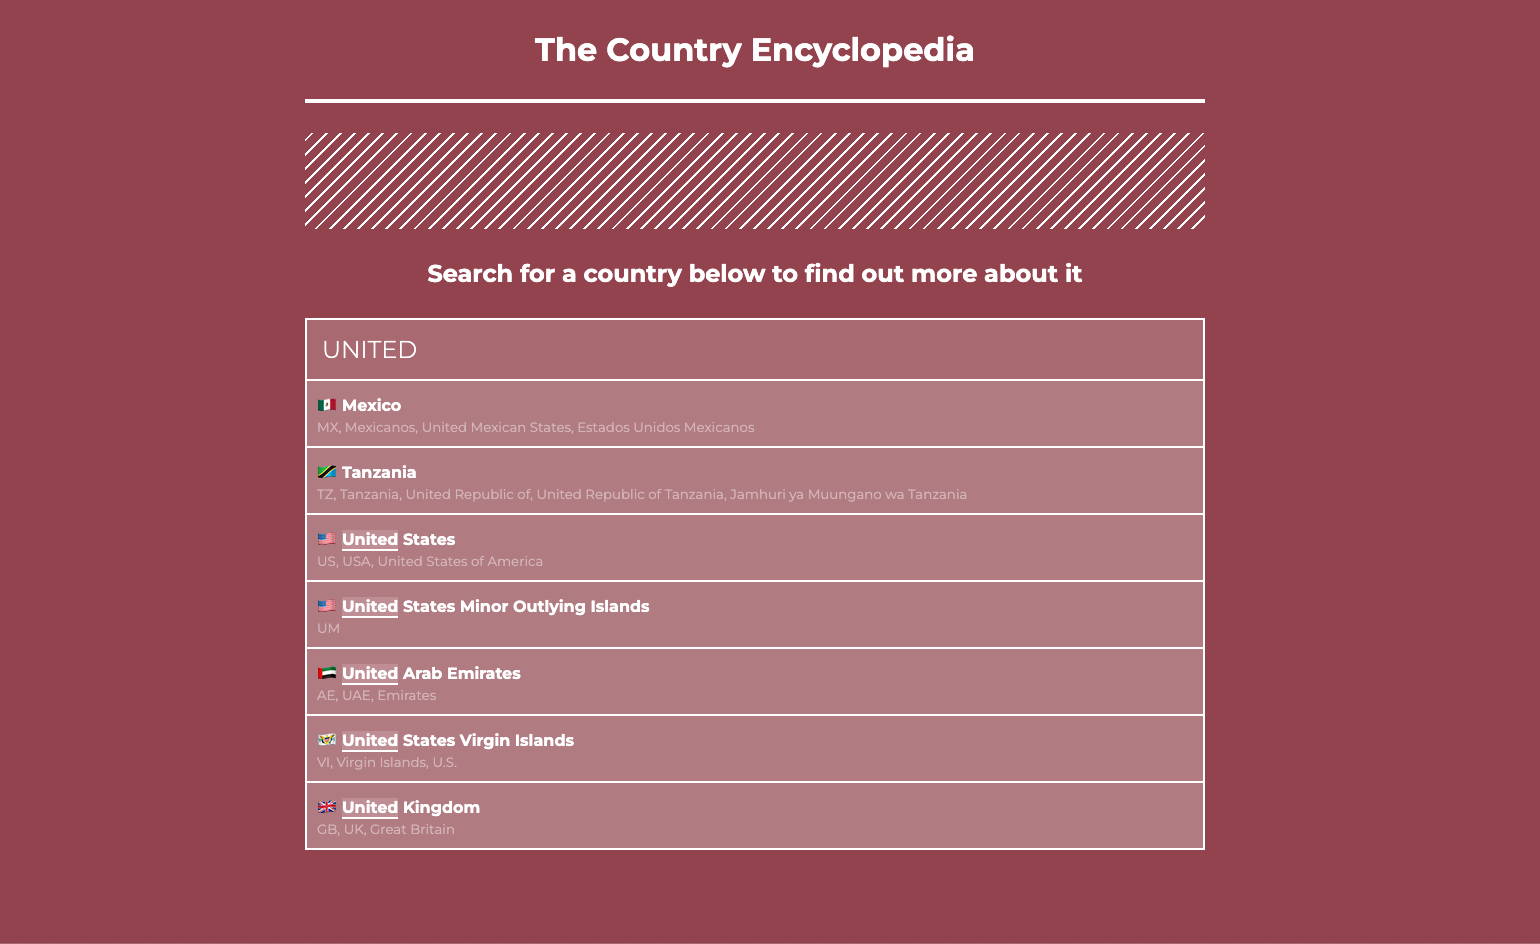 The Country Encyclopedia
Search for a country below to find out more about it
UNITED
Mexico
MX, Mexicanos, United Mexican States, Estados Unidos Mexicanos
Tanzania
TZ, Tanzania, United Republic of, United Republic of Tanzania, Jamhuri ya Muungano wa Tanzania
United States
US, USA, United States of America
United States Minor Outlying Islands
UM
United Arab Emirates
AE, UAE, Emirates
United States Virgin Islands
VI, Virgin Islands, U.S.
United Kingdom
GB, UK, Great Britain